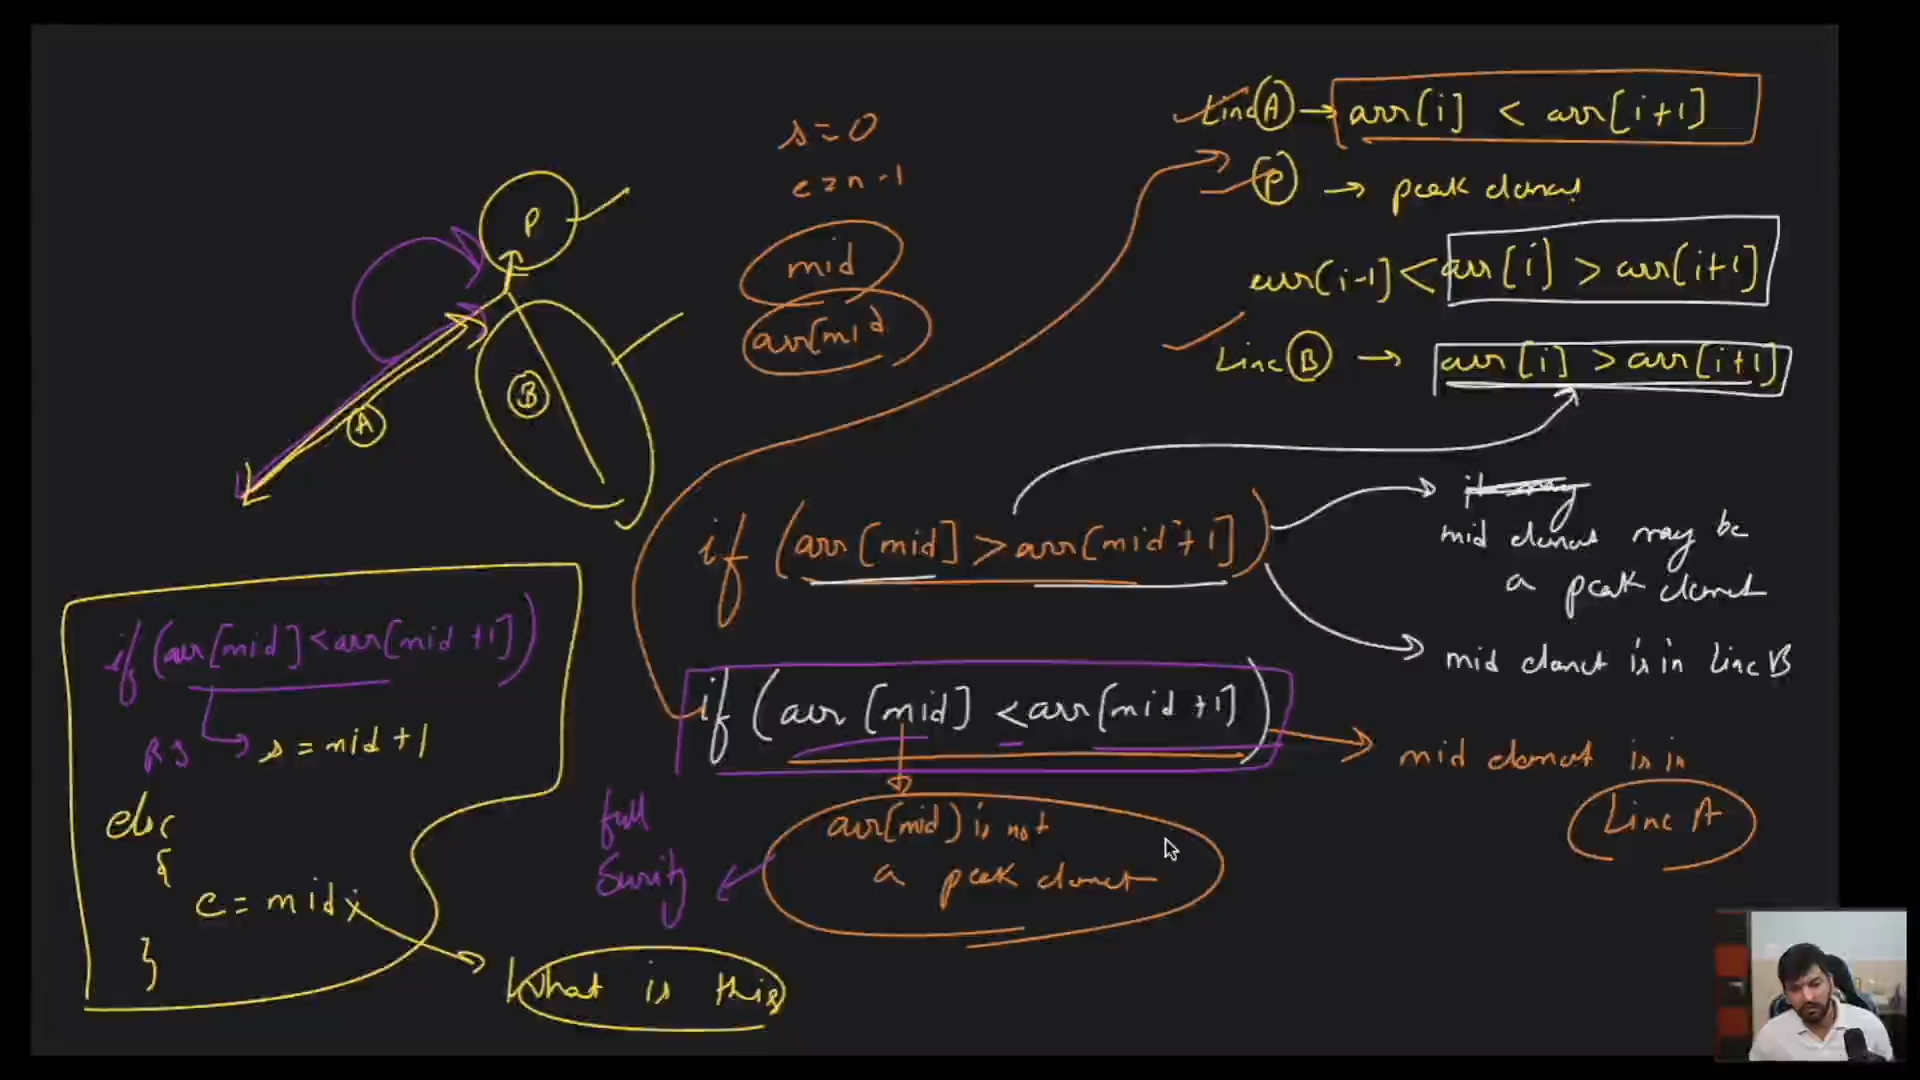 s=0
e=n-1
mid
arr[mid
P
A
B
Line A → arr[i] < arr[i+1]
P → peak element
arr[i-1] < arr[i] > arr[i+1]
Line B → arr[i] > arr[i+1]
if (arr[mid] > arr[mid+1])
mid element may be
a peak element
mid element is in Line B
if (arr[mid] < arr[mid+1])
mid element is in
Line A
arr[mid] is not
a peak element
full
Surity
if (arr[mid] < arr[mid+1])
RS s = mid+1
else
{
e = mid;
}
What is this